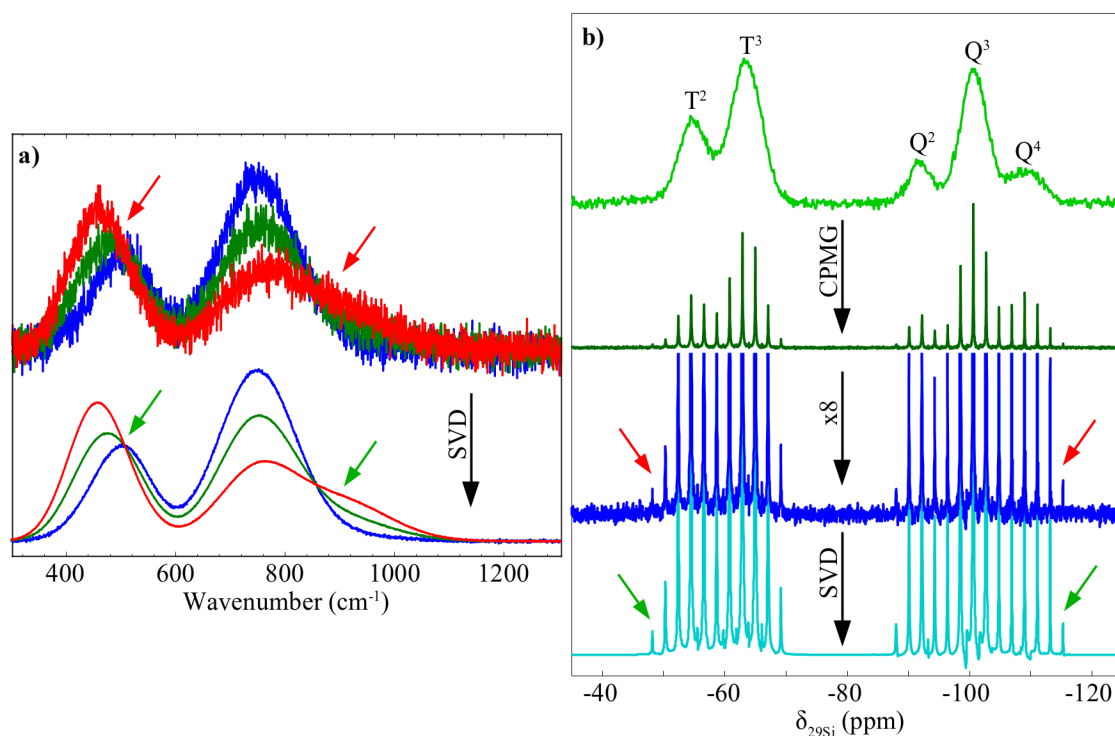 a)
SVD
400
600
800
1000
1200
Wavenumber (cm⁻¹)
b)
T²
T³
Q²
Q³
Q⁴
CPMG
x8
SVD
-40
-60
-80
-100
-120
δ₂₉Si (ppm)